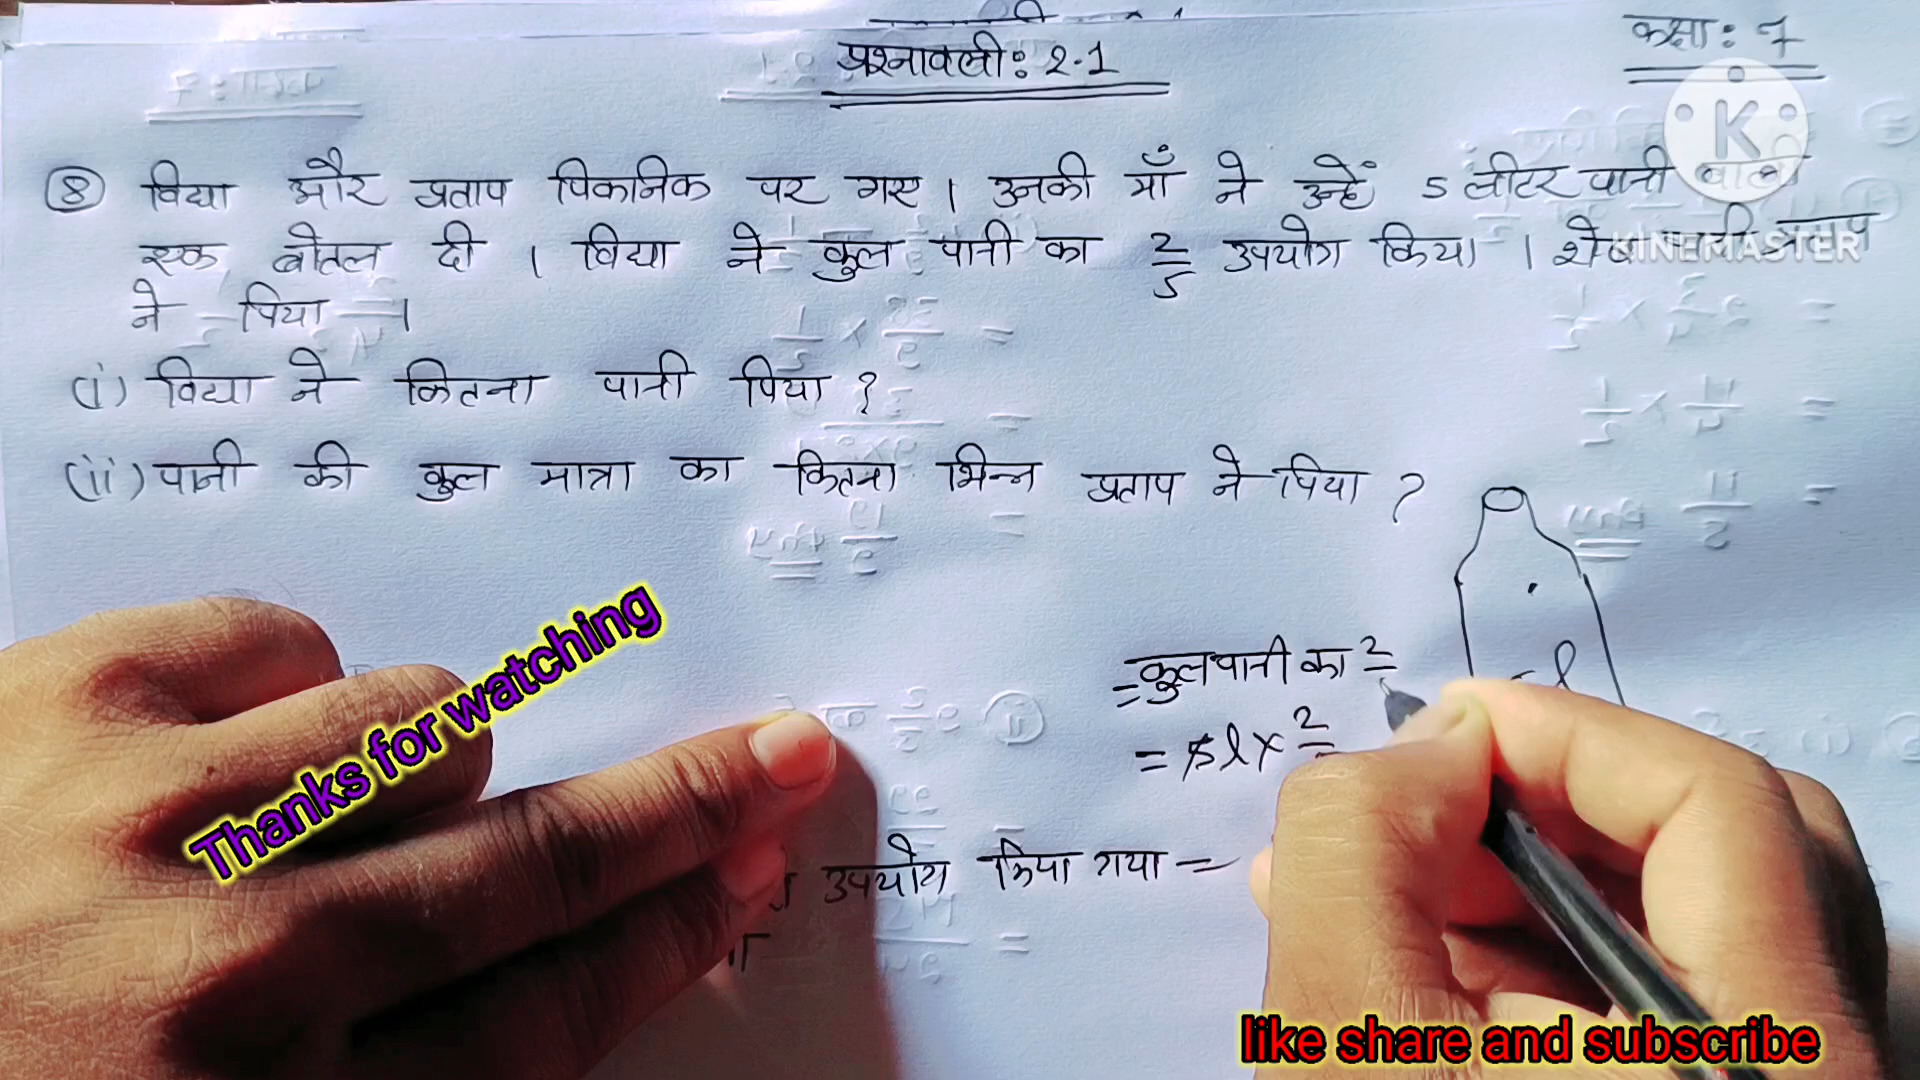 प्रश्नावली: 2.1
कक्षा: 7
K
KINEMASTER
⑧ विद्या और प्रताप पिकनिक पर गए। उनकी माँ ने उन्हें 5 लीटर पानी वाली
एक बोतल दी । विद्या ने कुल पानी का 2/5 उपयोग किया । शेष पानी प्रताप
ने पिया ।
(i) विद्या ने कितना पानी पिया ?
(ii) पानी की कुल मात्रा का कितना भिन्न प्रताप ने पिया ?
= कुल पानी का 2/
= 5l x 2/
उपयोग किया गया =
Thanks for watching
like share and subscribe